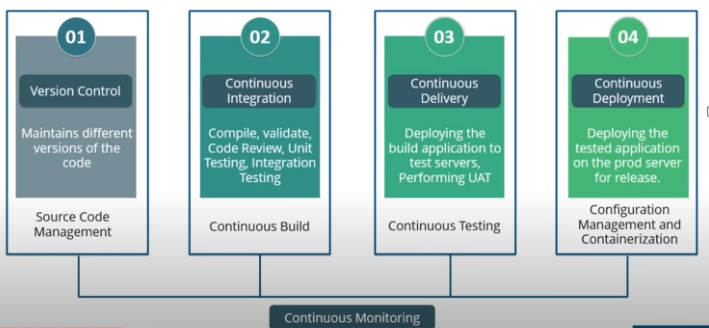 01
Version Control
Maintains different
versions of the
code
Source Code
Management
02
Continuous
Integration
Compile, validate,
Code Review, Unit
Testing, Integration
Testing
Continuous Build
03
Continuous
Delivery
Deploying the
build application to
test servers,
Performing UAT
Continuous Testing
04
Continuous
Deployment
Deploying the
tested application
on the prod server
for release.
Configuration
Management and
Containerization
Continuous Monitoring